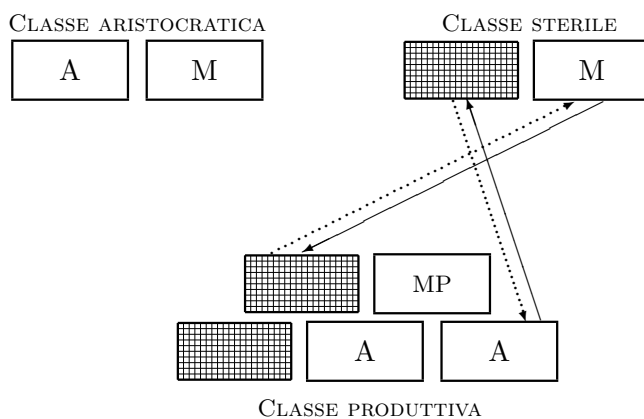 CLASSE ARISTOCRATICA
CLASSE STERILE
A
M
M
MP
A
A
CLASSE PRODUTTIVA